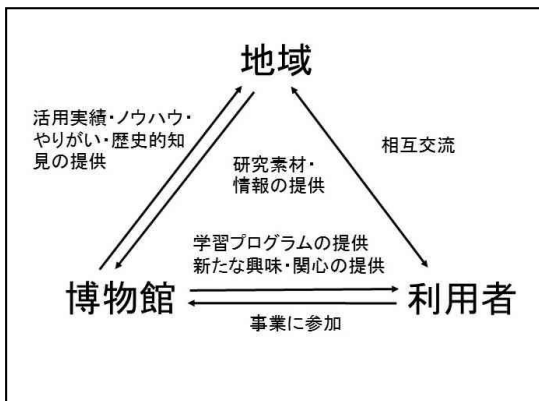 地域
活用実績・ノウハウ・
やりがい・歴史的知
見の提供
相互交流
研究素材・
情報の提供
学習プログラムの提供
新たな興味・関心の提供
博物館
利用者
事業に参加